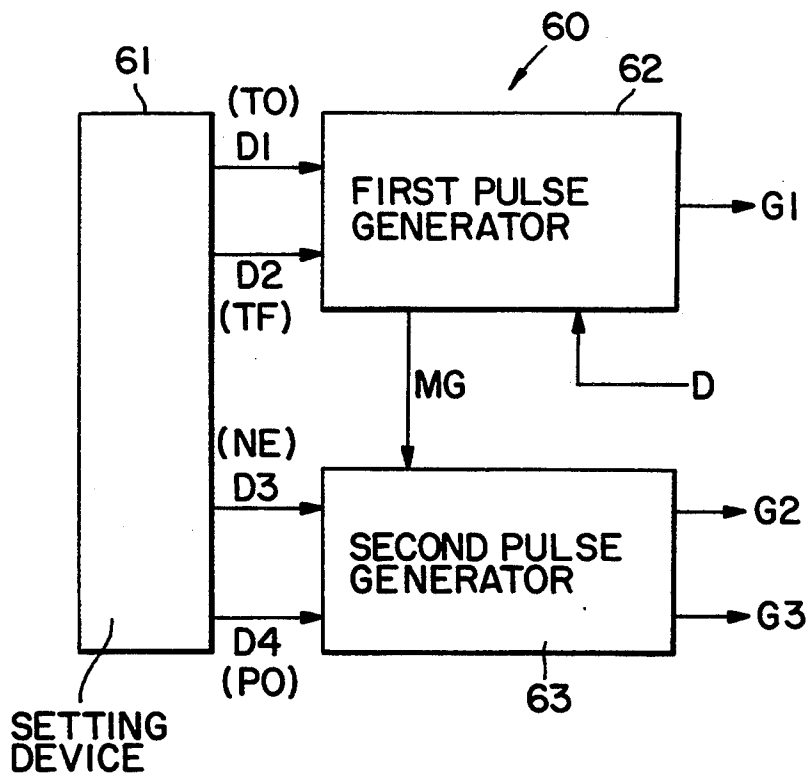 60
61
62
(TO)
D1
FIRST PULSE
GENERATOR
G1
D2
(TF)
MG
D
(NE)
D3
SECOND PULSE
GENERATOR
G2
G3
D4
(PO)
63
SETTING
DEVICE